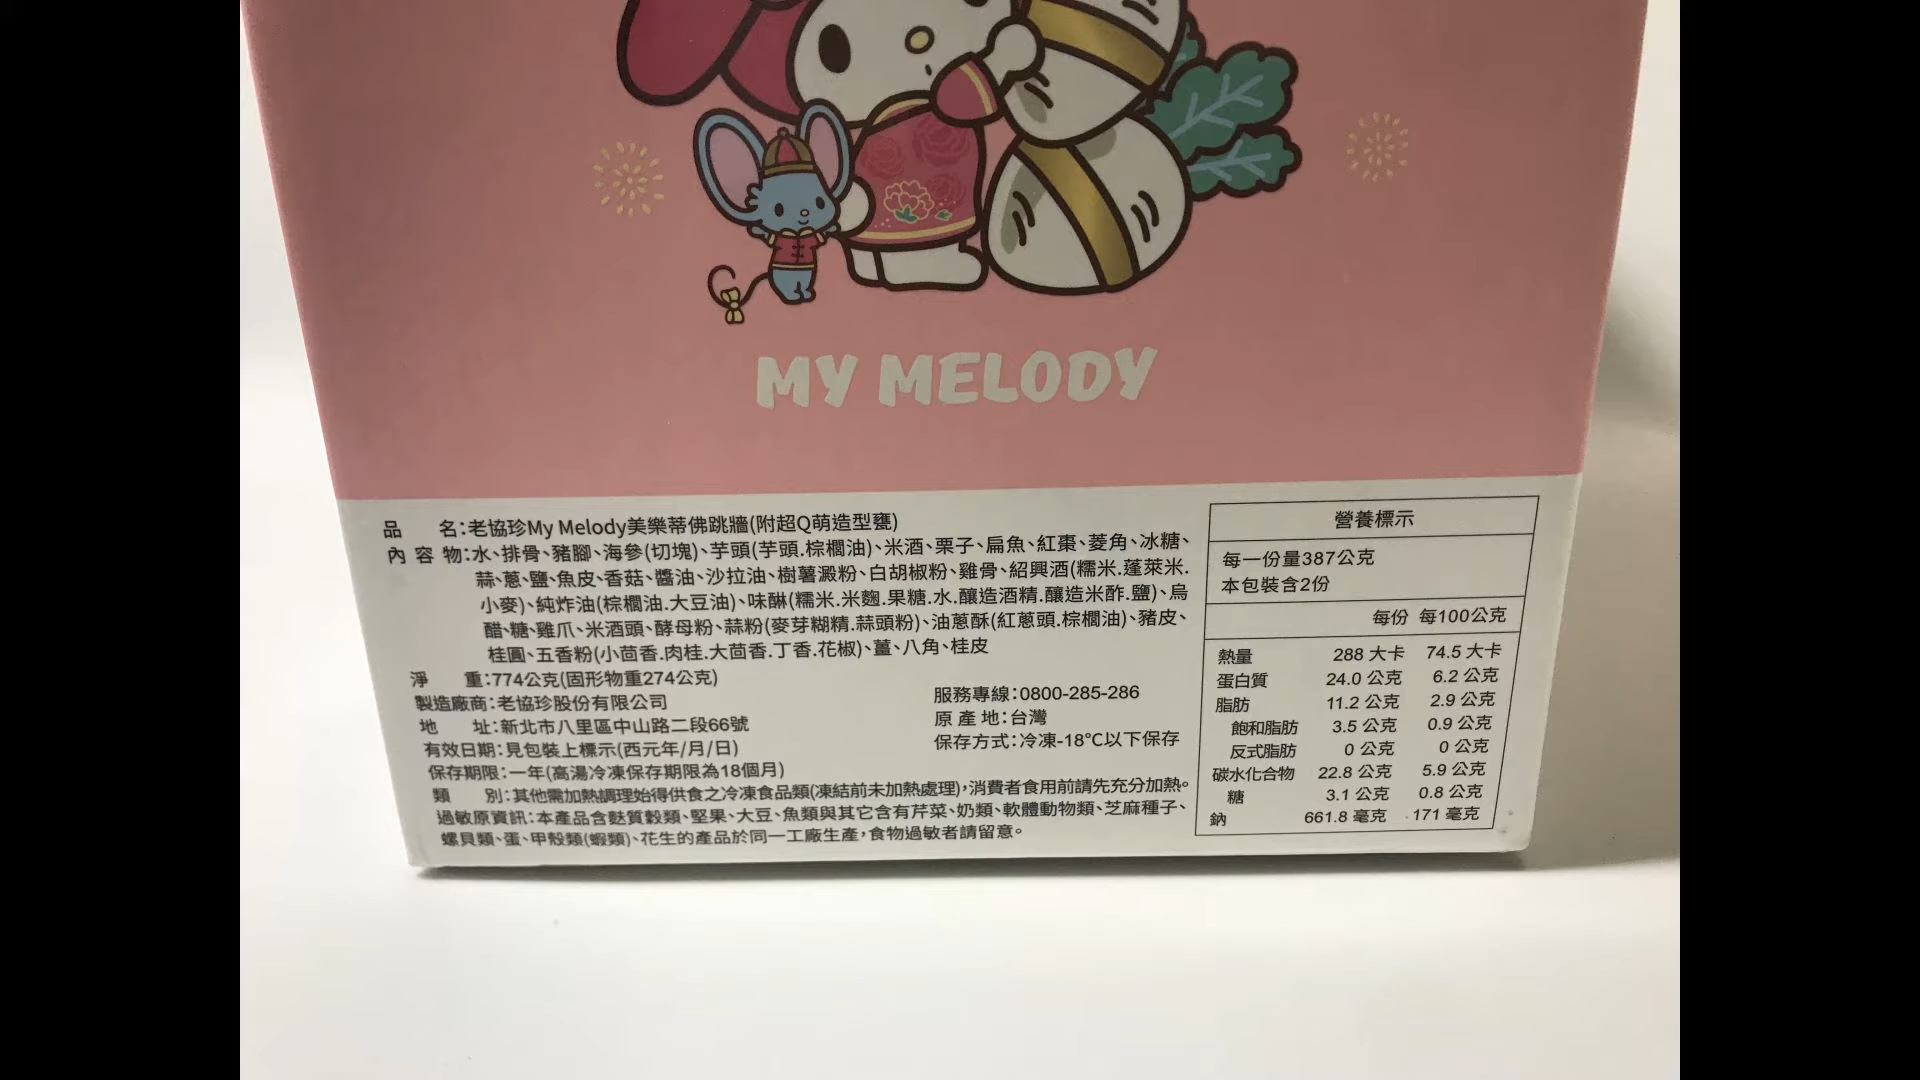 MY MELODY
品 名:老協珍My Melody美樂蒂佛跳牆(附超Q萌造型甕)
內 容 物:水、排骨、豬腳、海參(切塊)、芋頭(芋頭.棕櫚油)、米酒、栗子、扁魚、紅棗、菱角、冰糖、
蒜、蔥、鹽、魚皮、香菇、醬油、沙拉油、樹薯澱粉、白胡椒粉、雞骨、紹興酒(糯米.蓬萊米.
小麥)、純炸油(棕櫚油.大豆油)、味醂(糯米.米麴.果糖.水.釀造酒精.釀造米酢.鹽)、烏
醋、糖、雞爪、米酒頭、酵母粉、蒜粉(麥芽糊精.蒜頭粉)、油蔥酥(紅蔥頭.棕櫚油)、豬皮、
桂圓、五香粉(小茴香.肉桂.大茴香.丁香.花椒)、薑、八角、桂皮
淨 重:774公克(固形物重274公克)
製造廠商:老協珍股份有限公司
地 址:新北市八里區中山路二段66號
有效日期:見包裝上標示(西元年/月/日)
保存期限:一年(高湯冷凍保存期限為18個月)
服務專線:0800-285-286
原 產 地:台灣
保存方式:冷凍-18℃以下保存
類 別:其他需加熱調理始得供食之冷凍食品類(凍結前未加熱處理),消費者食用前請先充分加熱。
過敏原資訊:本產品含麩質穀類、堅果、大豆、魚類與其它含有芹菜、奶類、軟體動物類、芝麻種子、
螺貝類、蛋、甲殼類(蝦類)、花生的產品於同一工廠生產,食物過敏者請留意。
營養標示
每一份量387公克
本包裝含2份
每份 每100公克
熱量 288 大卡 74.5 大卡
蛋白質 24.0 公克 6.2 公克
脂肪 11.2 公克 2.9 公克
飽和脂肪 3.5 公克 0.9 公克
反式脂肪 0 公克 0 公克
碳水化合物 22.8 公克 5.9 公克
糖 3.1 公克 0.8 公克
鈉 661.8 毫克 171 毫克